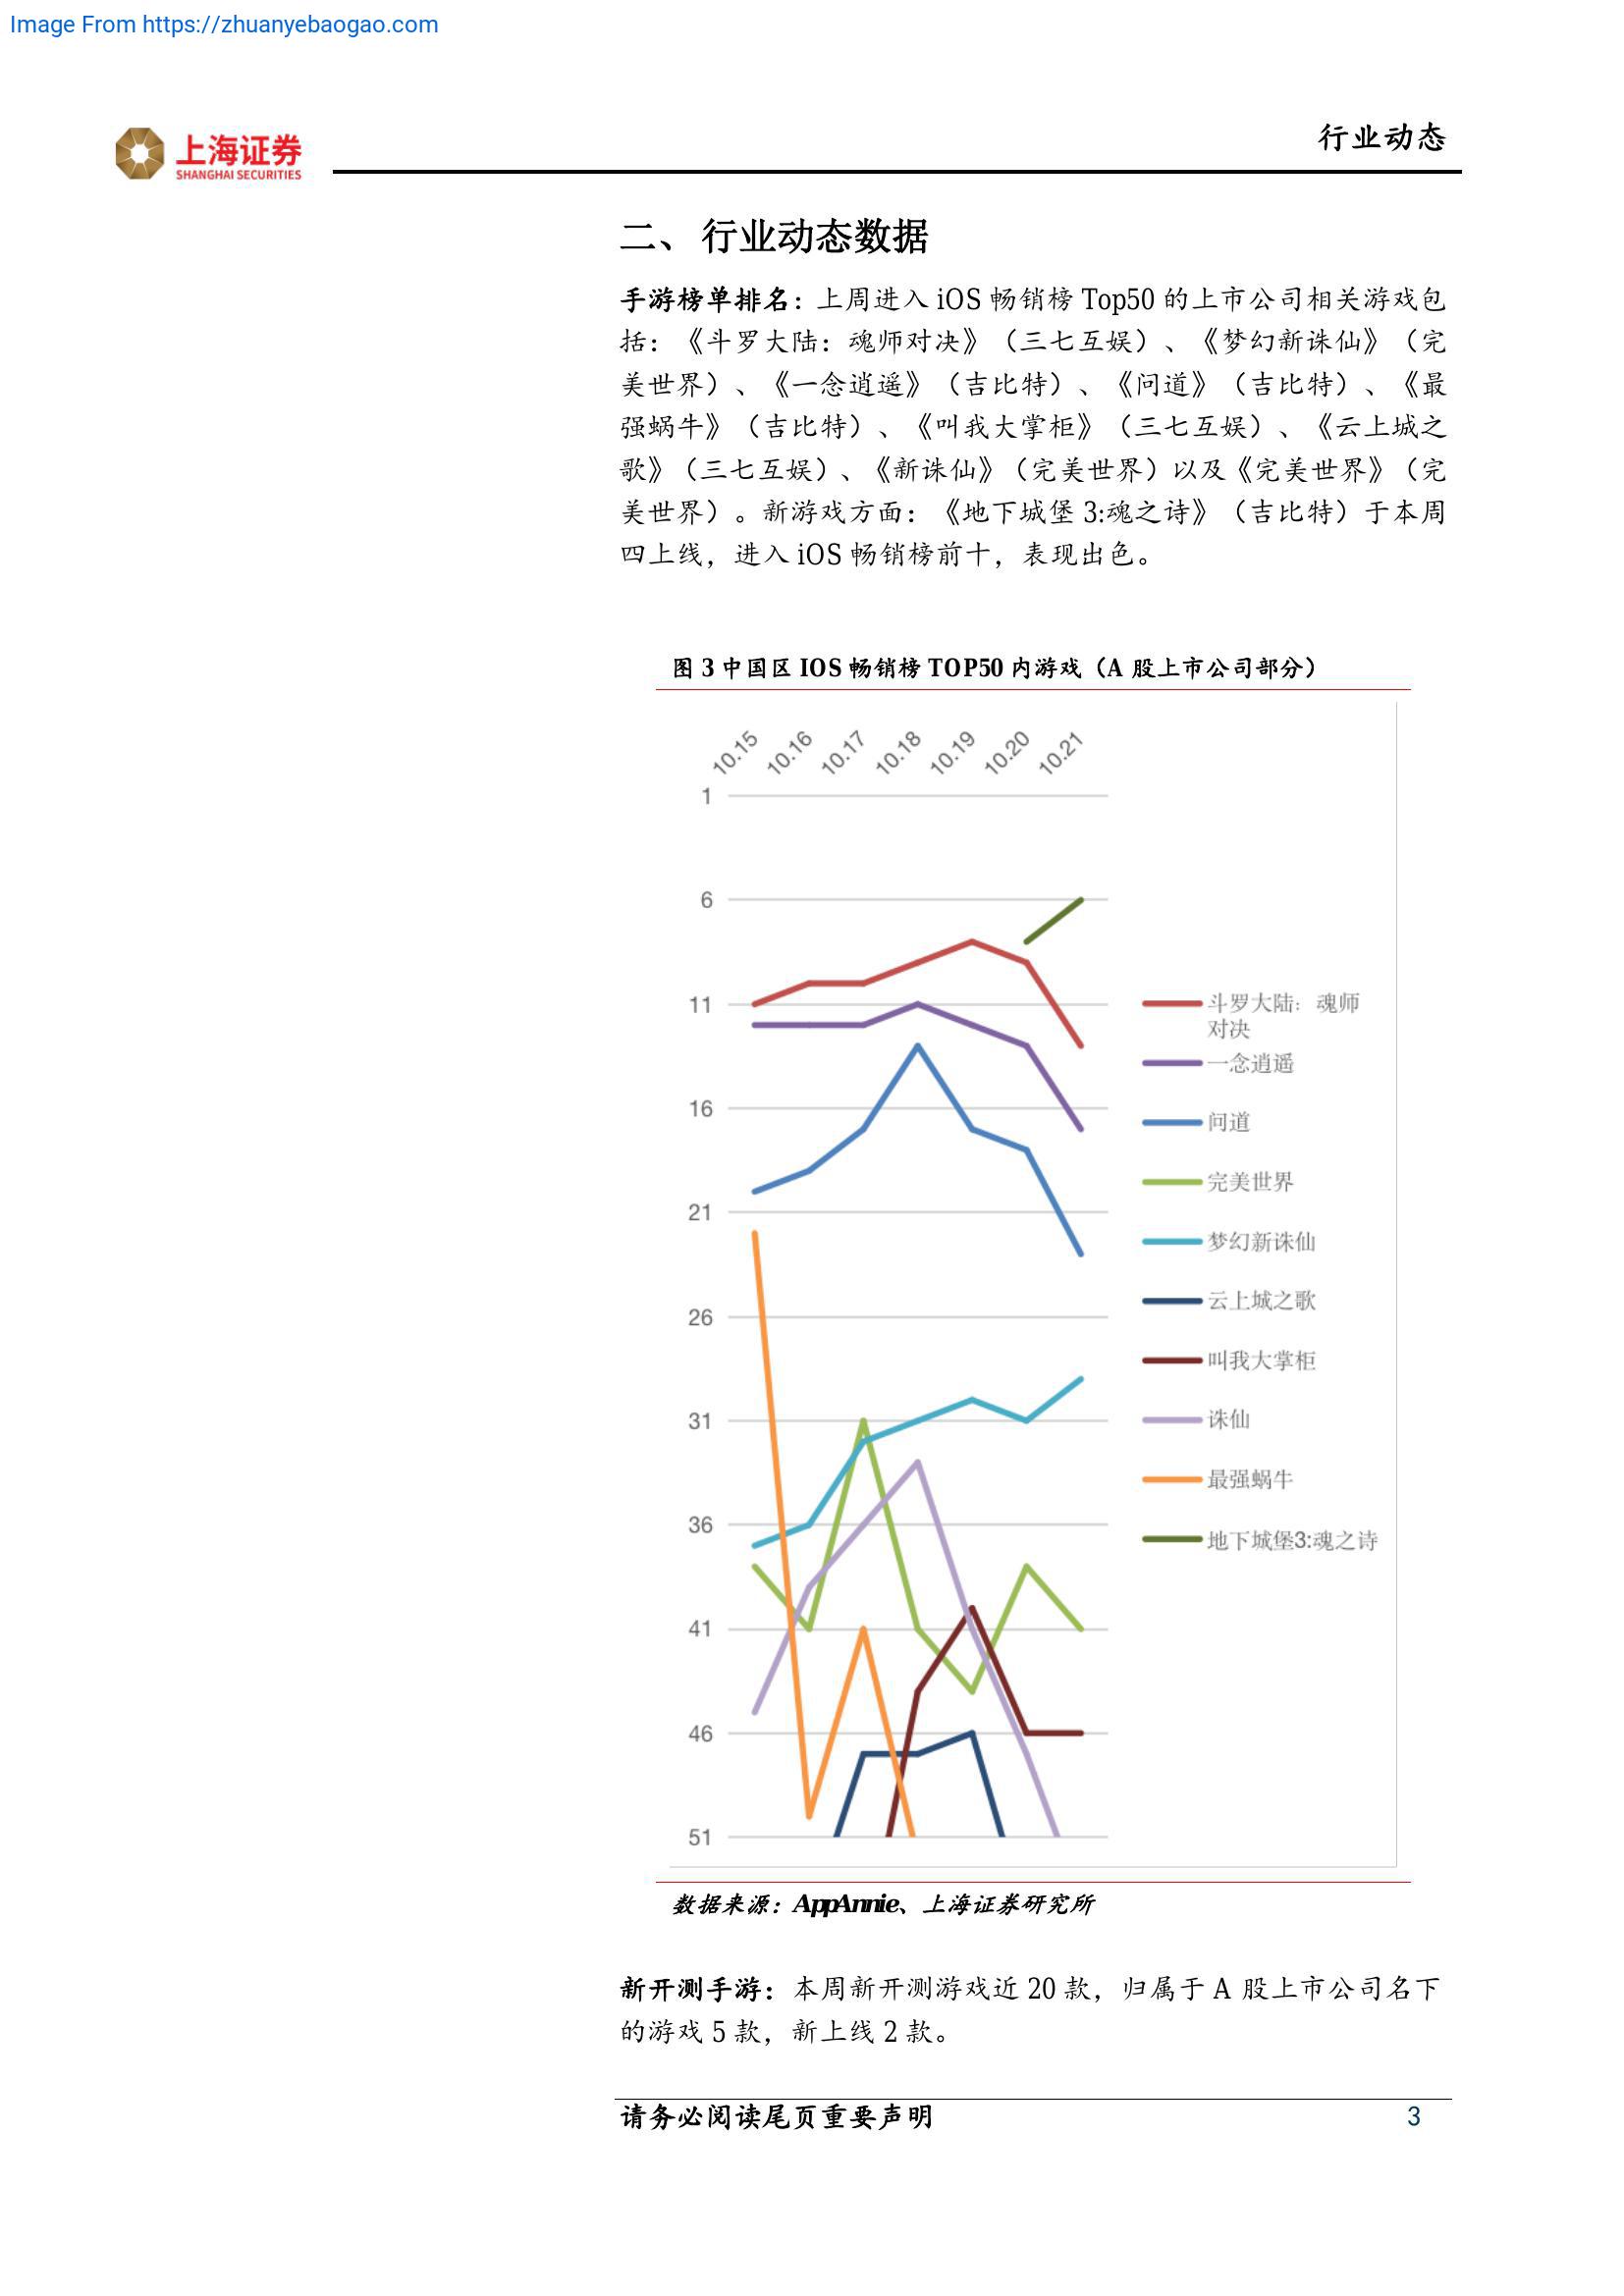 Image From https://zhuanyebaogao.com
上海证券
SHANGHAI SECURITIES
行业动态
二、 行业动态数据
手游榜单排名：上周进入 iOS 畅销榜 Top50 的上市公司相关游戏包
括：《斗罗大陆：魂师对决》（三七互娱）、《梦幻新诛仙》（完
美世界）、《一念逍遥》（吉比特）、《问道》（吉比特）、《最
强蜗牛》（吉比特）、《叫我大掌柜》（三七互娱）、《云上城之
歌》（三七互娱）、《新诛仙》（完美世界）以及《完美世界》（完
美世界）。新游戏方面：《地下城堡 3:魂之诗》（吉比特）于本周
四上线，进入 iOS 畅销榜前十，表现出色。
图 3 中国区 IOS 畅销榜 TOP50 内游戏（A 股上市公司部分）
10.15 10.16 10.17 10.18 10.19 10.20 10.21
1
6
11
16
21
26
31
36
41
46
51
斗罗大陆：魂师
对决
一念逍遥
问道
完美世界
梦幻新诛仙
云上城之歌
叫我大掌柜
诛仙
最强蜗牛
地下城堡3:魂之诗
数据来源：AppAnnie、上海证券研究所
新开测手游：本周新开测游戏近 20 款，归属于 A 股上市公司名下
的游戏 5 款，新上线 2 款。
请务必阅读尾页重要声明 3